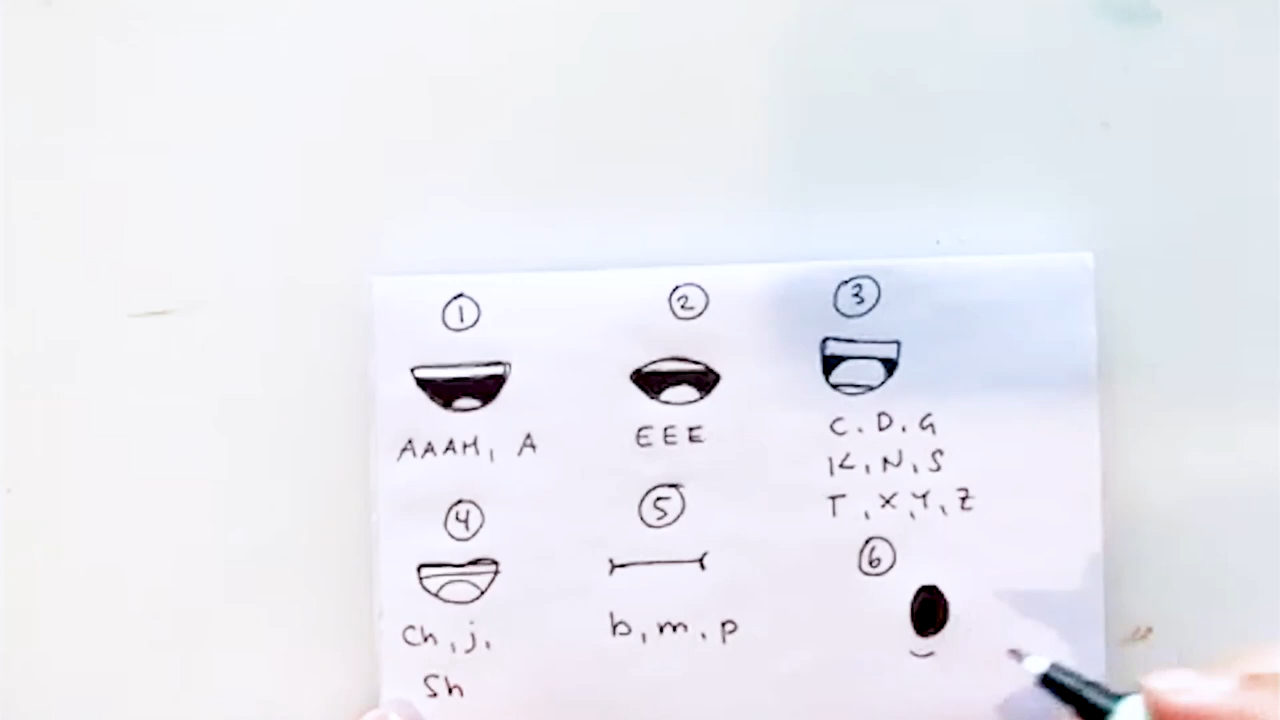 1
AAAH, A
2
EEE
3
C. D. G
K, N, S
T, X, Y, Z
4
Ch, j,
Sh
5
b, m, p
6